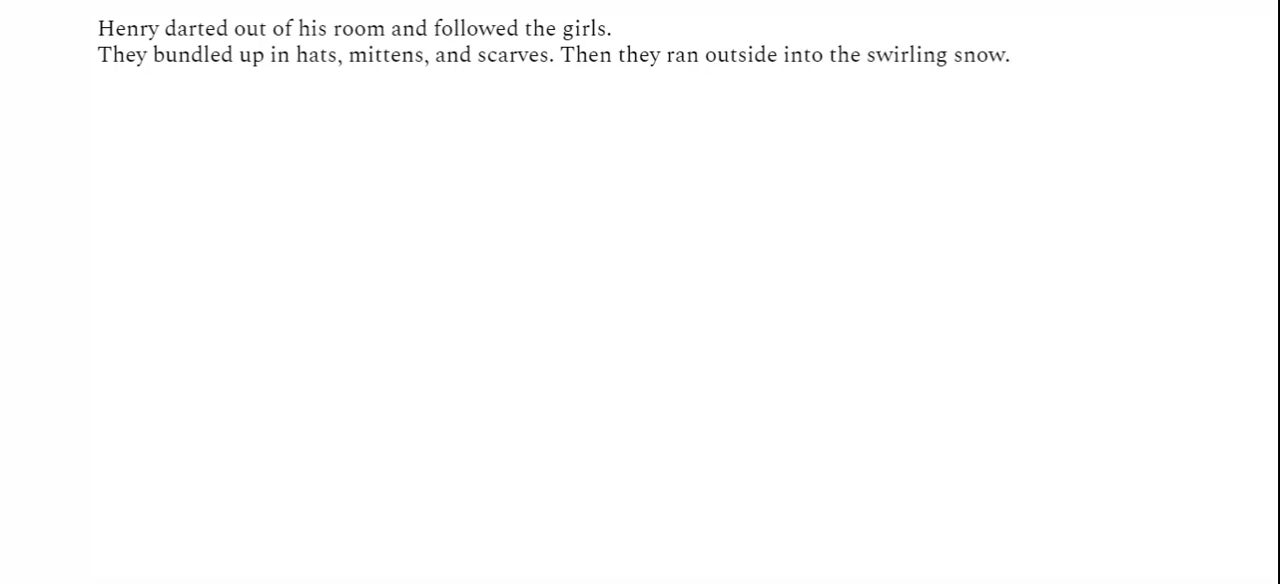 Henry darted out of his room and followed the girls.
They bundled up in hats, mittens, and scarves. Then they ran outside into the swirling snow.